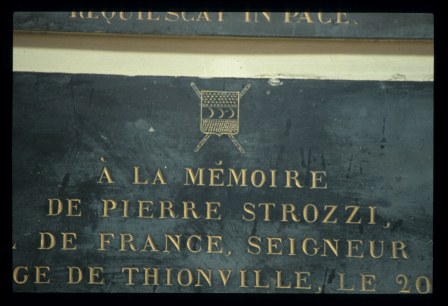 REQUIESCAT IN PACE.
À LA MÉMOIRE
DE PIERRE STROZZI,
DE FRANCE, SEIGNEUR
GE DE THIONVILLE, LE 20